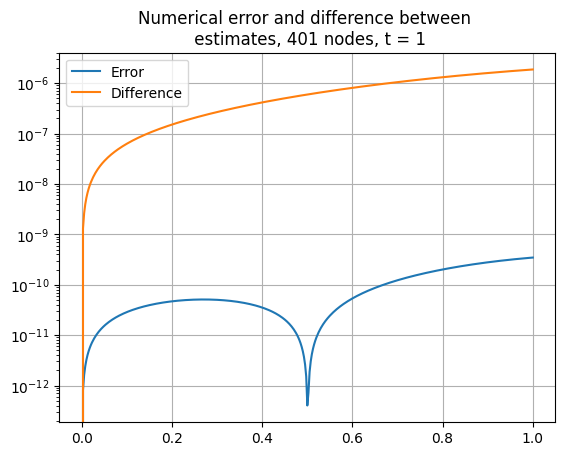 Numerical error and difference between
estimates, 401 nodes, t = 1
Error
Difference
10⁻⁶
10⁻⁷
10⁻⁸
10⁻⁹
10⁻¹⁰
10⁻¹¹
10⁻¹²
0.0 0.2 0.4 0.6 0.8 1.0